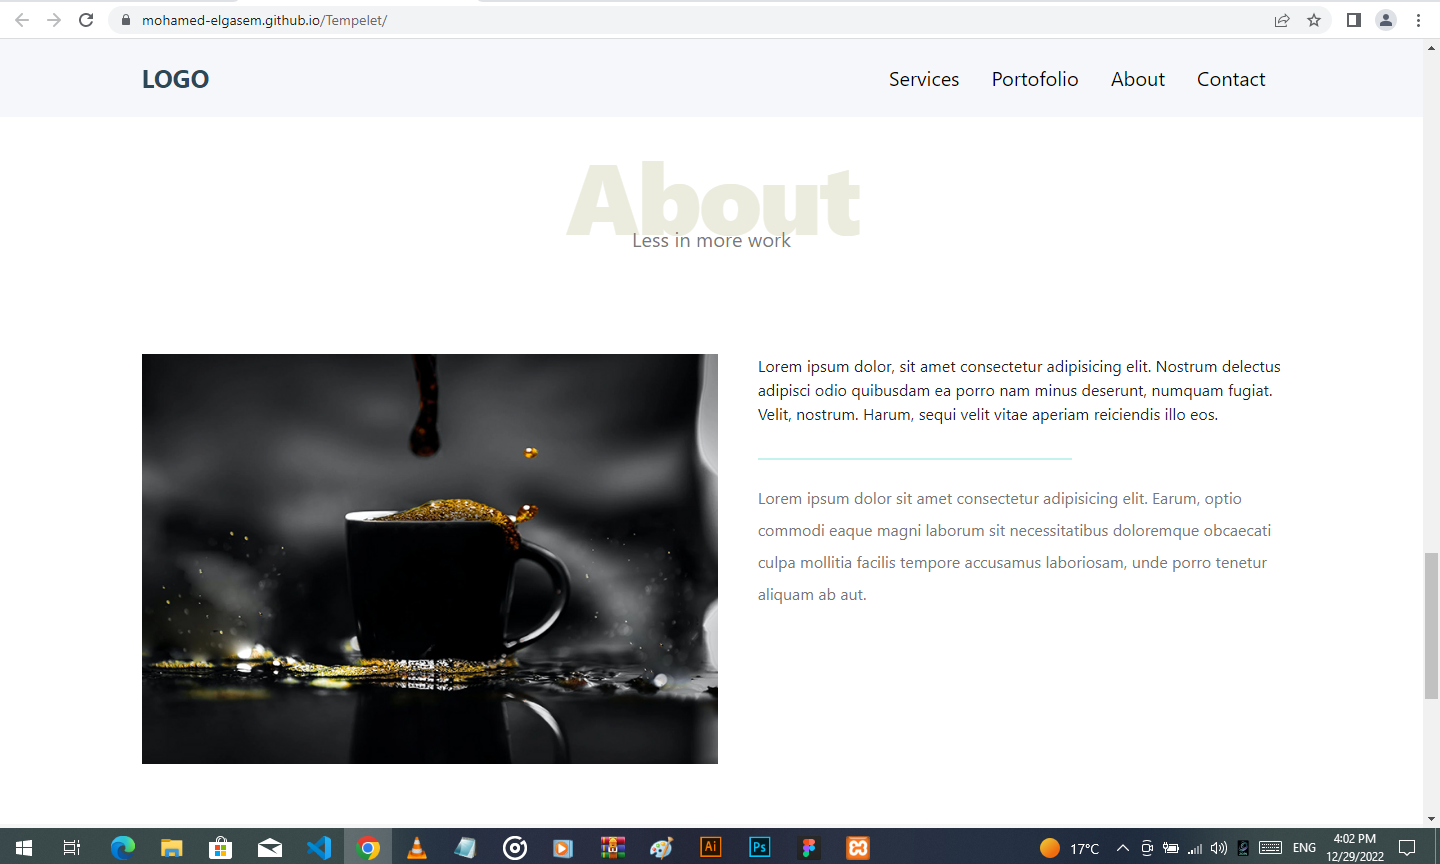 mohamed-elgasem.github.io/Tempelet/
LOGO
Services Portofolio About Contact
About
Less in more work
Lorem ipsum dolor, sit amet consectetur adipisicing elit. Nostrum delectus
adipisci odio quibusdam ea porro nam minus deserunt, numquam fugiat.
Velit, nostrum. Harum, sequi velit vitae aperiam reiciendis illo eos.
Lorem ipsum dolor sit amet consectetur adipisicing elit. Earum, optio
commodi eaque magni laborum sit necessitatibus doloremque obcaecati
culpa mollitia facilis tempore accusamus laboriosam, unde porro tenetur
aliquam ab aut.
Ai
Ps
17°C
ENG
4:02 PM
12/29/2022